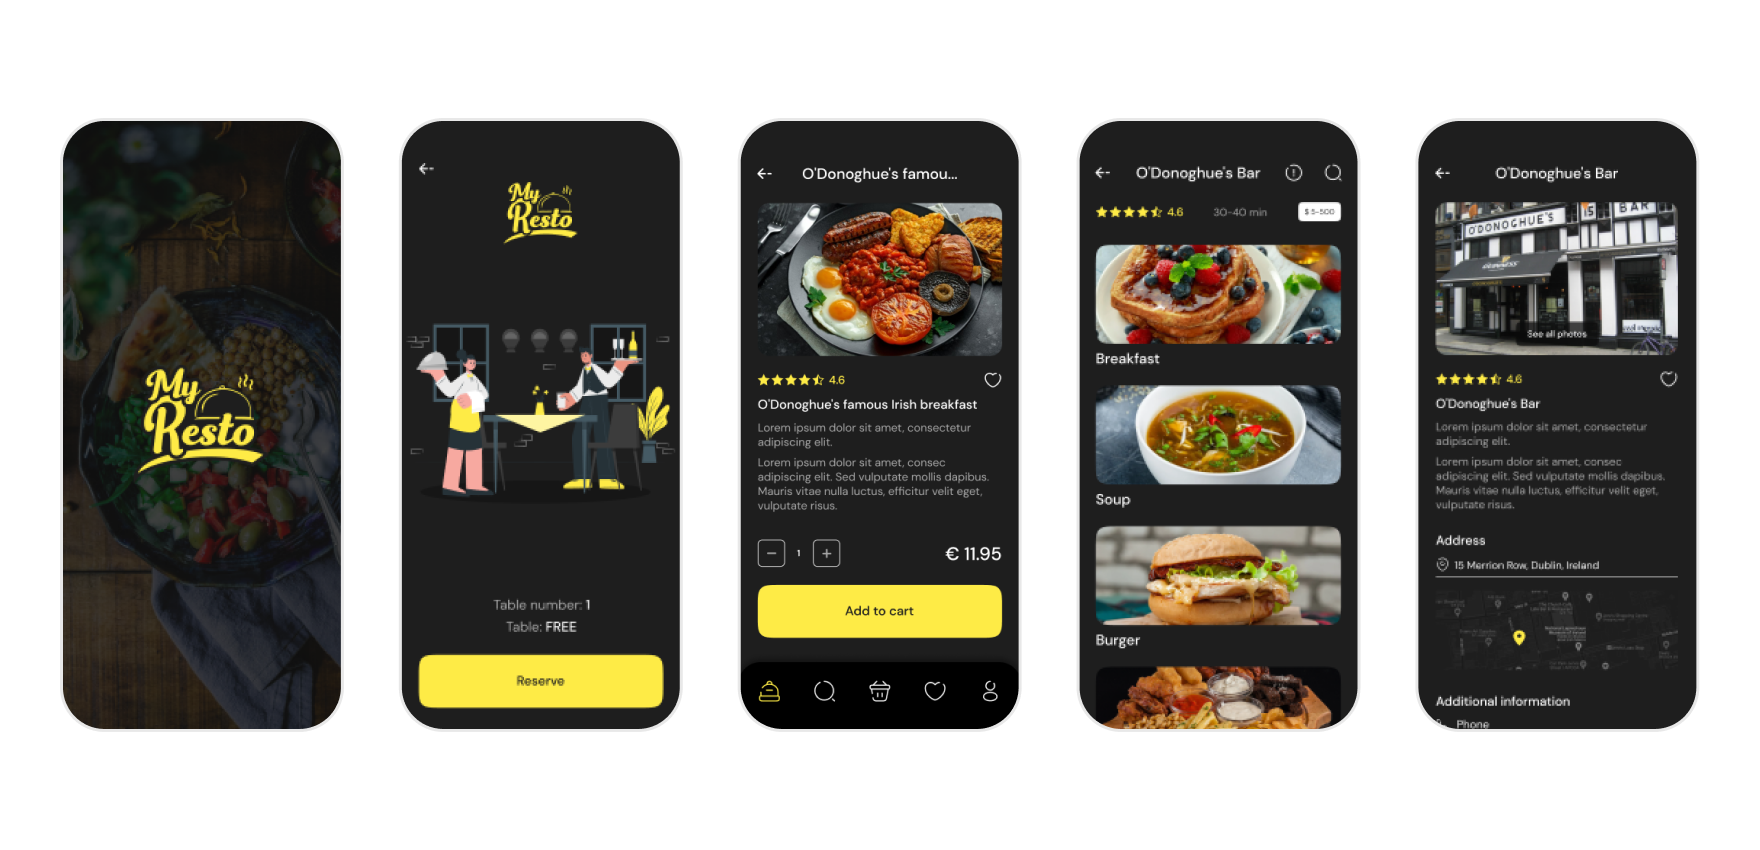 My
Resto
My
Resto
Table number: 1
Table: FREE
Reserve
O'Donoghue's famou...
4.6
O'Donoghue's famous Irish breakfast
Lorem ipsum dolor sit amet, consectetur
adipiscing elit.
Lorem ipsum dolor sit amet, consec
adipiscing elit. Sed vulputate mollis dapibus.
Mauris vitae nulla luctus, efficitur velit eget,
vulputate risus.
1
€ 11.95
Add to cart
O'Donoghue's Bar
4.6 30-40 min $ 5-500
Breakfast
Soup
Burger
O'Donoghue's Bar
O'DONOGHUE'S 15 BAR
GUINNESS
See all photos
4.6
O'Donoghue's Bar
Lorem ipsum dolor sit amet, consectetur
adipiscing elit.
Lorem ipsum dolor sit amet, consec
adipiscing elit. Sed vulputate mollis dapibus.
Mauris vitae nulla luctus, efficitur velit eget,
vulputate risus.
Address
15 Merrion Row, Dublin, Ireland
Additional information
Phone